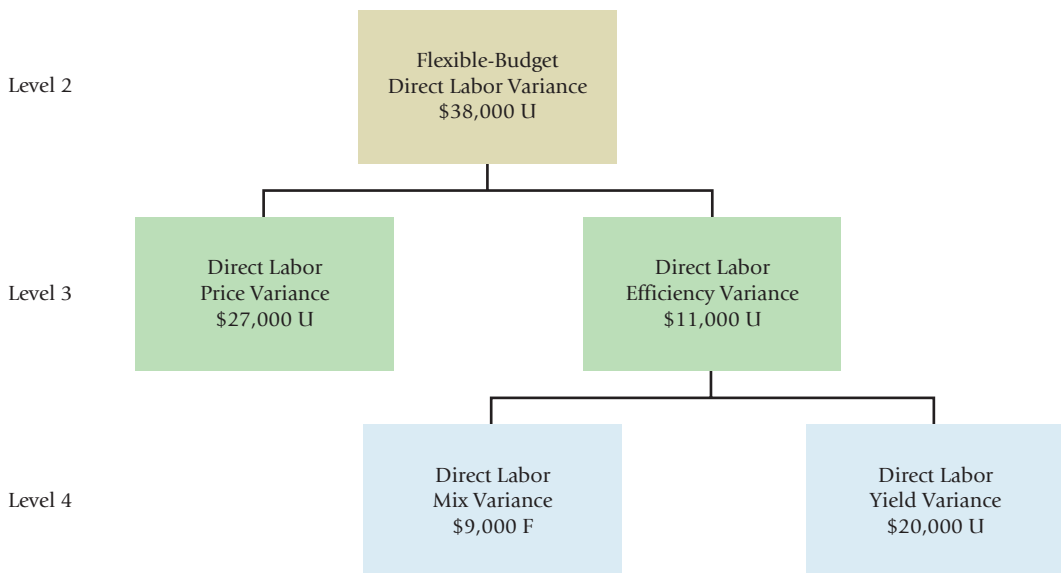 Level 2
Flexible-Budget
Direct Labor Variance
$38,000 U
Level 3
Direct Labor
Price Variance
$27,000 U
Direct Labor
Efficiency Variance
$11,000 U
Level 4
Direct Labor
Mix Variance
$9,000 F
Direct Labor
Yield Variance
$20,000 U